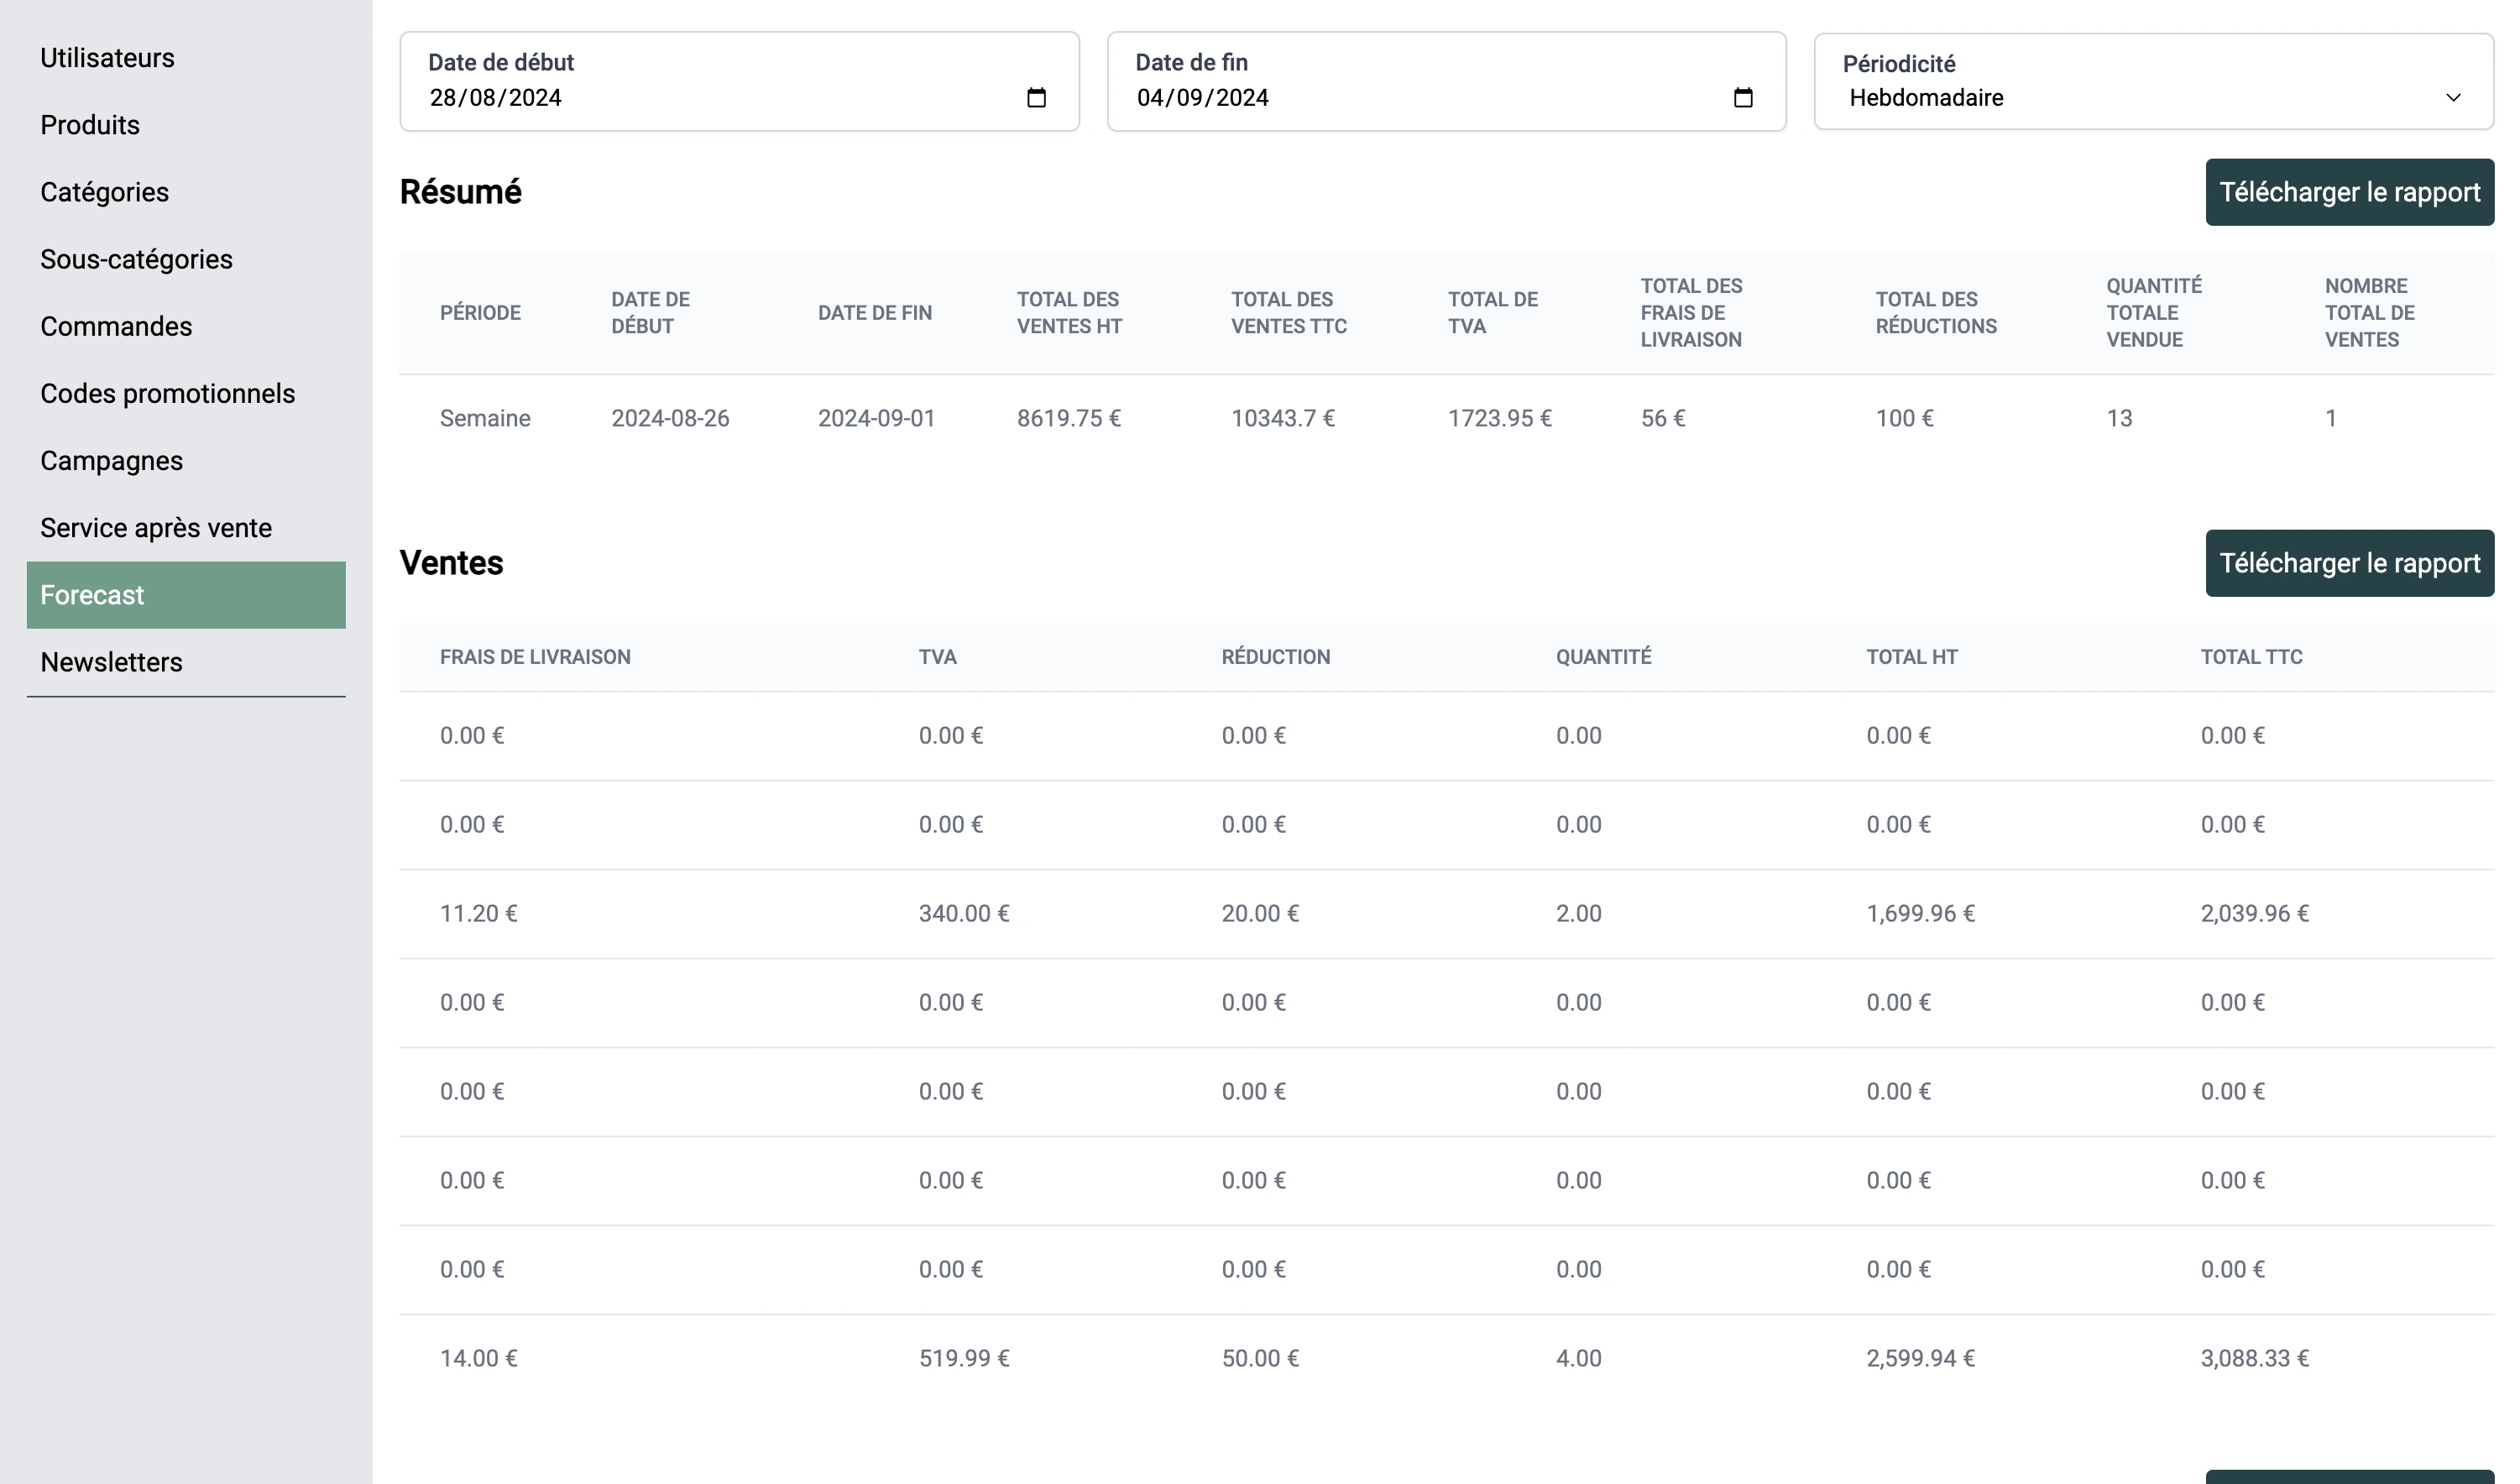 Utilisateurs
Produits
Catégories
Sous-catégories
Commandes
Codes promotionnels
Campagnes
Service après vente
Forecast
Newsletters
Date de début
28/08/2024
Date de fin
04/09/2024
Périodicité
Hebdomadaire
Résumé
Télécharger le rapport
PÉRIODE DATE DE DÉBUT DATE DE FIN TOTAL DES VENTES HT TOTAL DES VENTES TTC TOTAL DE TVA TOTAL DES FRAIS DE LIVRAISON TOTAL DES RÉDUCTIONS QUANTITÉ TOTALE VENDUE NOMBRE TOTAL DE VENTES
Semaine 2024-08-26 2024-09-01 8619.75 € 10343.7 € 1723.95 € 56 € 100 € 13 1
Ventes
Télécharger le rapport
FRAIS DE LIVRAISON TVA RÉDUCTION QUANTITÉ TOTAL HT TOTAL TTC
0.00 € 0.00 € 0.00 € 0.00 0.00 € 0.00 €
0.00 € 0.00 € 0.00 € 0.00 0.00 € 0.00 €
11.20 € 340.00 € 20.00 € 2.00 1,699.96 € 2,039.96 €
0.00 € 0.00 € 0.00 € 0.00 0.00 € 0.00 €
0.00 € 0.00 € 0.00 € 0.00 0.00 € 0.00 €
0.00 € 0.00 € 0.00 € 0.00 0.00 € 0.00 €
0.00 € 0.00 € 0.00 € 0.00 0.00 € 0.00 €
14.00 € 519.99 € 50.00 € 4.00 2,599.94 € 3,088.33 €